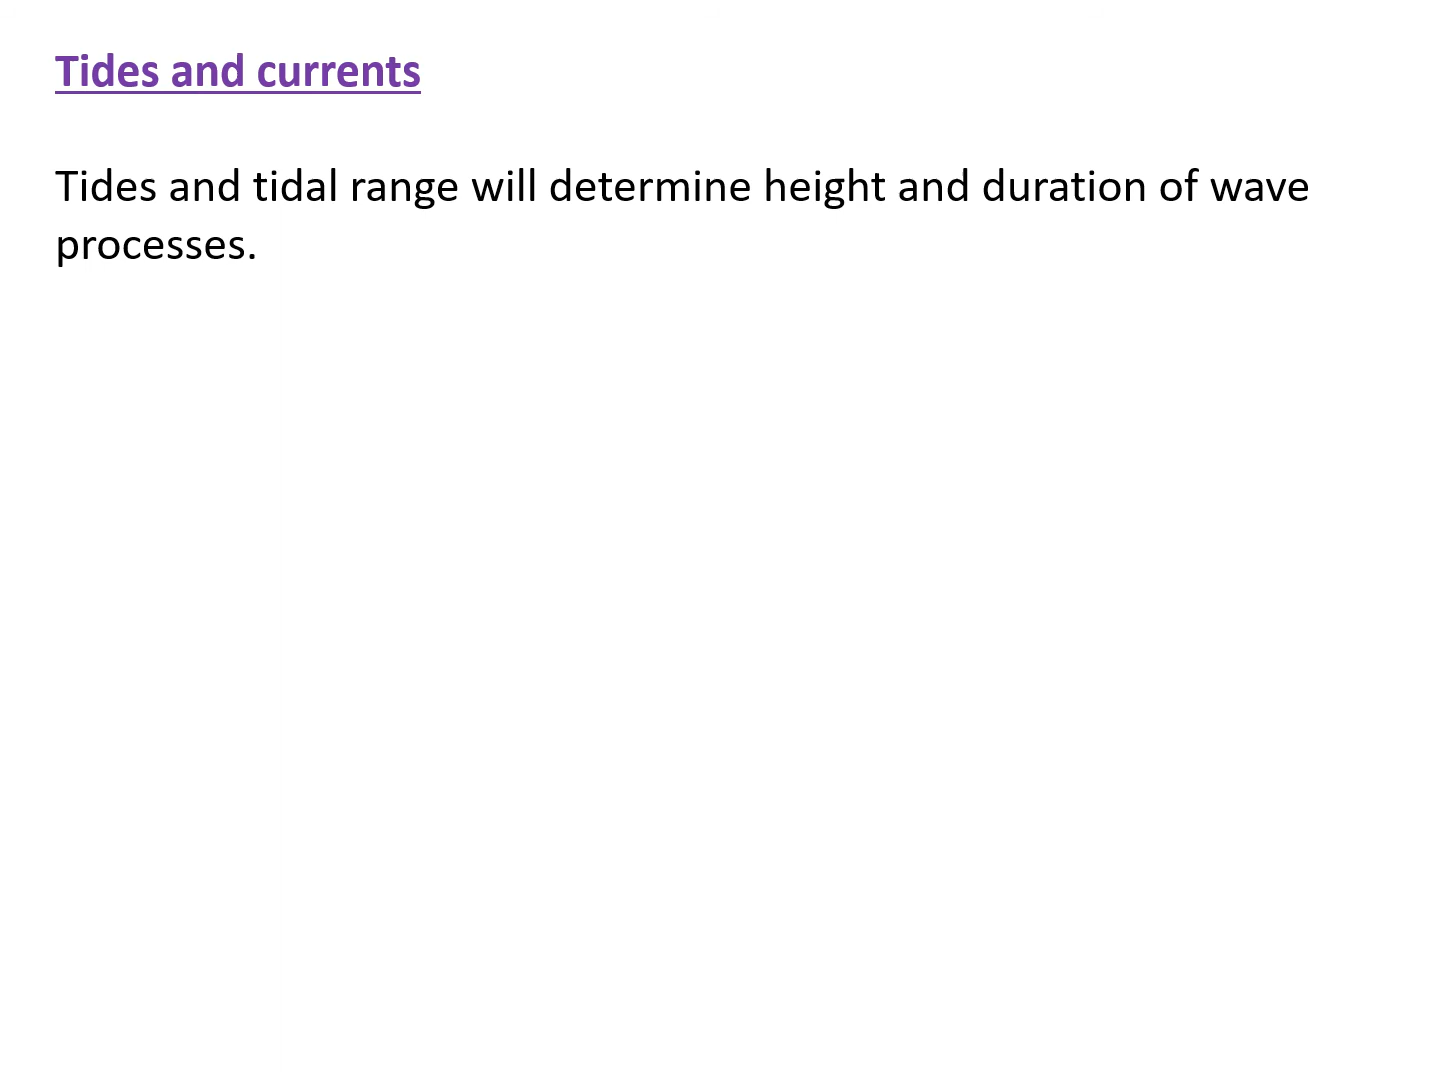 Tides and currents
Tides and tidal range will determine height and duration of wave
processes.